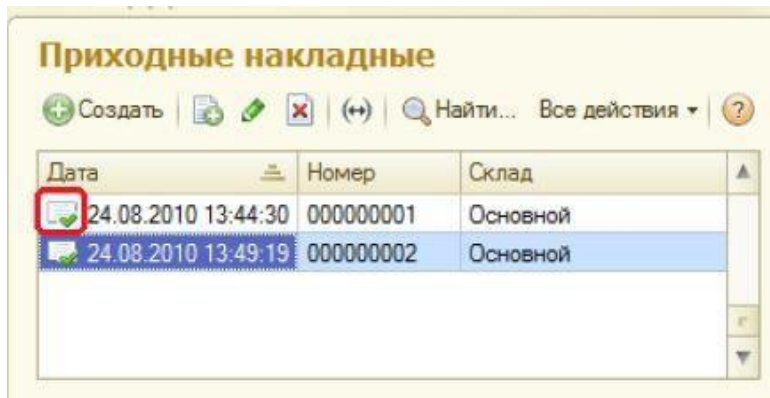 Приходные накладные
Создать (↔) Найти... Все действия ?
Дата Номер Склад
24.08.2010 13:44:30 000000001 Основной
24.08.2010 13:49:19 000000002 Основной